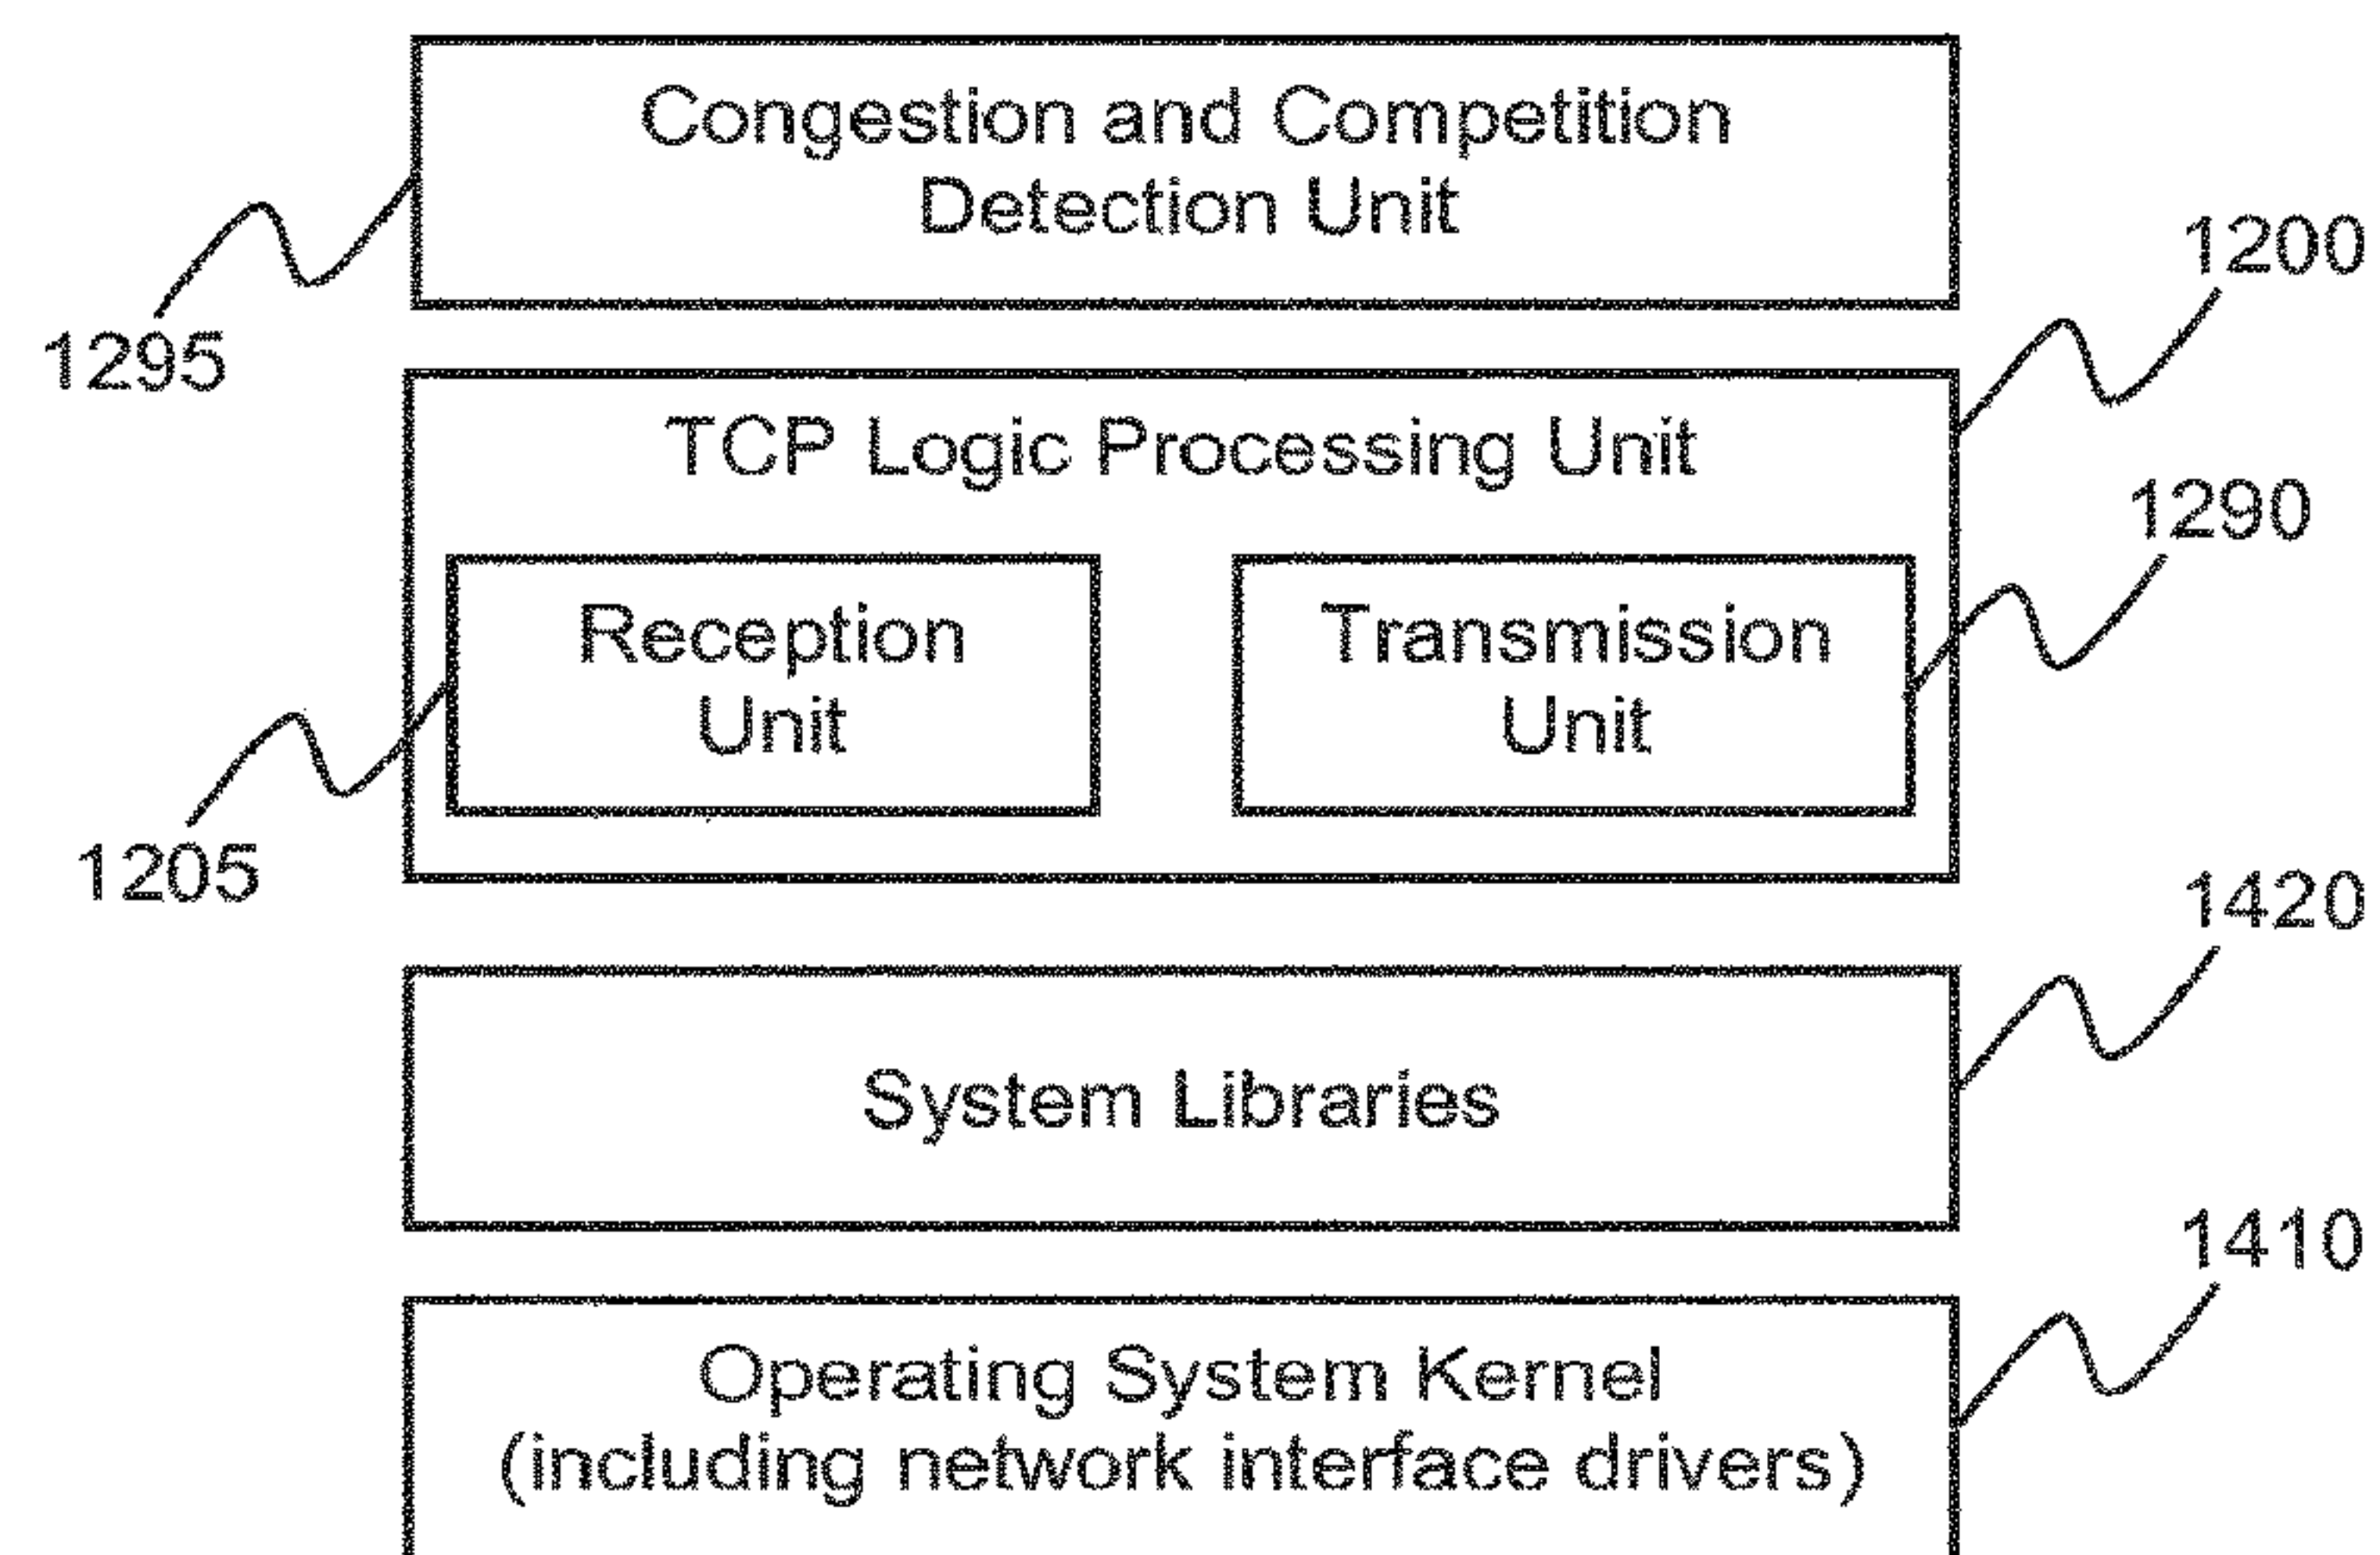 Congestion and Competition
Detection Unit
1200
1295
TCP Logic Processing Unit
1290
Reception
Unit
Transmission
Unit
1205
1420
System Libraries
1410
Operating System Kernel
(including network interface drivers)